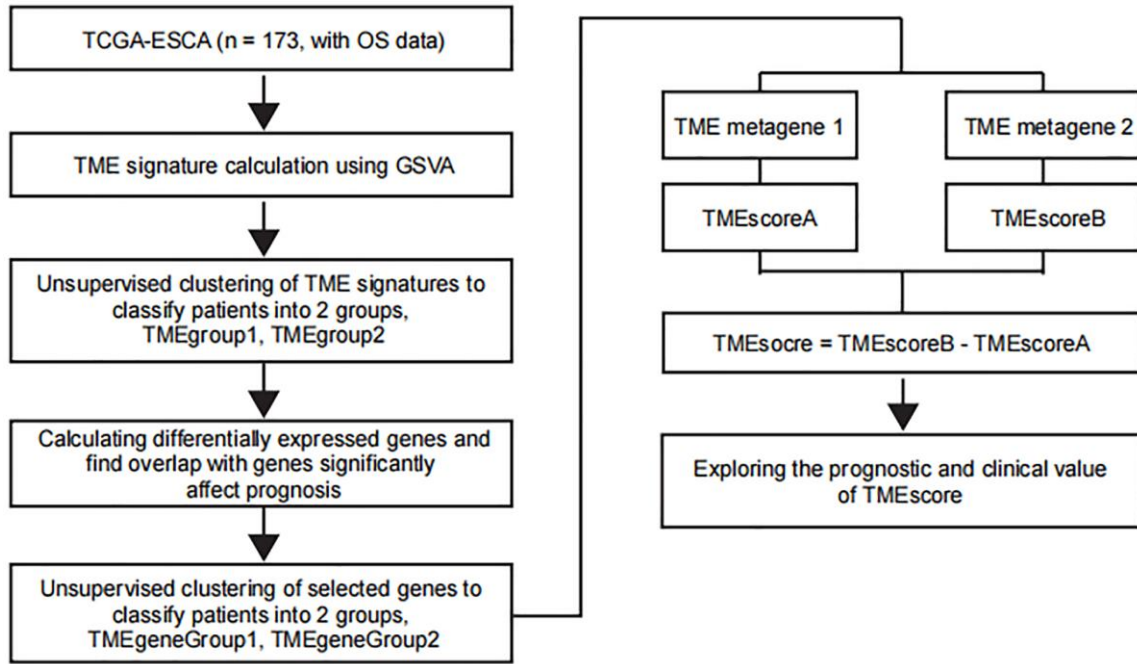 TCGA-ESCA (n = 173, with OS data)
TME signature calculation using GSVA
Unsupervised clustering of TME signatures to
classify patients into 2 groups,
TMEgroup1, TMEgroup2
Calculating differentially expressed genes and
find overlap with genes significantly
affect prognosis
Unsupervised clustering of selected genes to
classify patients into 2 groups,
TMEgeneGroup1, TMEgeneGroup2
TME metagene 1
TME metagene 2
TMEscoreA
TMEscoreB
TMEsocre = TMEscoreB - TMEscoreA
Exploring the prognostic and clinical value
of TMEscore